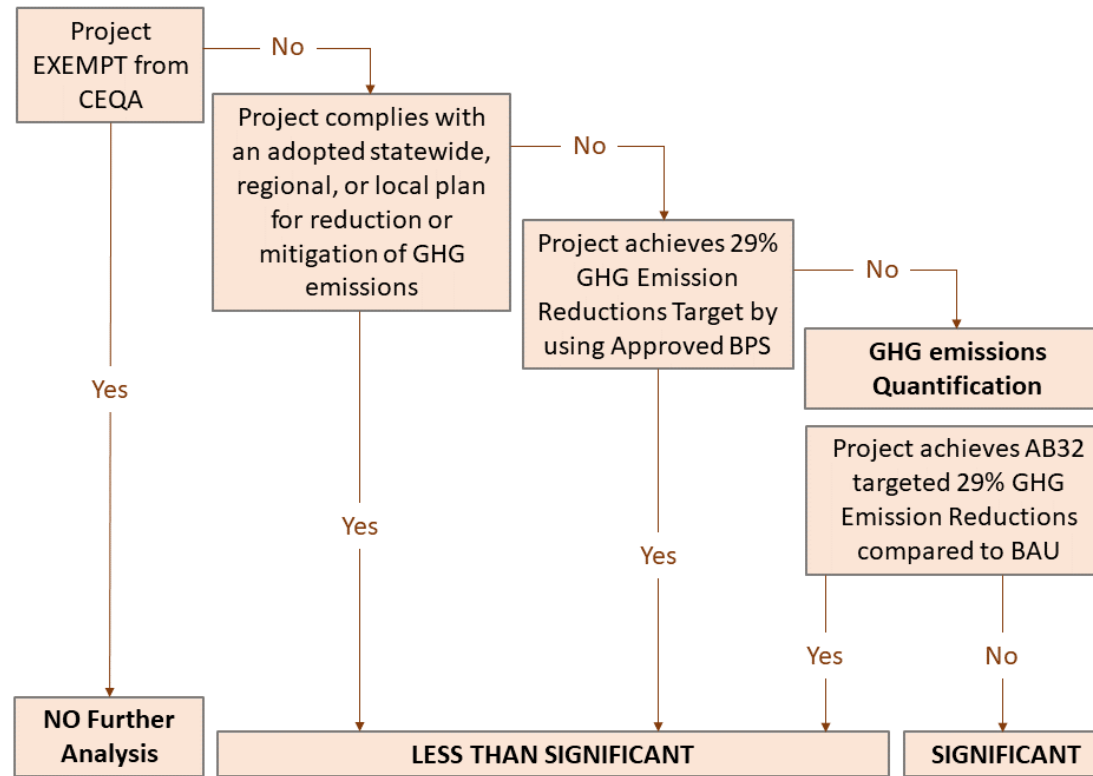 Project
EXEMPT from
CEQA
No
Project complies with
an adopted statewide,
regional, or local plan
for reduction or
mitigation of GHG
emissions
No
Project achieves 29%
GHG Emission
Reductions Target by
using Approved BPS
No
GHG emissions
Quantification
Project achieves AB32
targeted 29% GHG
Emission Reductions
compared to BAU
Yes
Yes
Yes
Yes
No
NO Further
Analysis
LESS THAN SIGNIFICANT
SIGNIFICANT